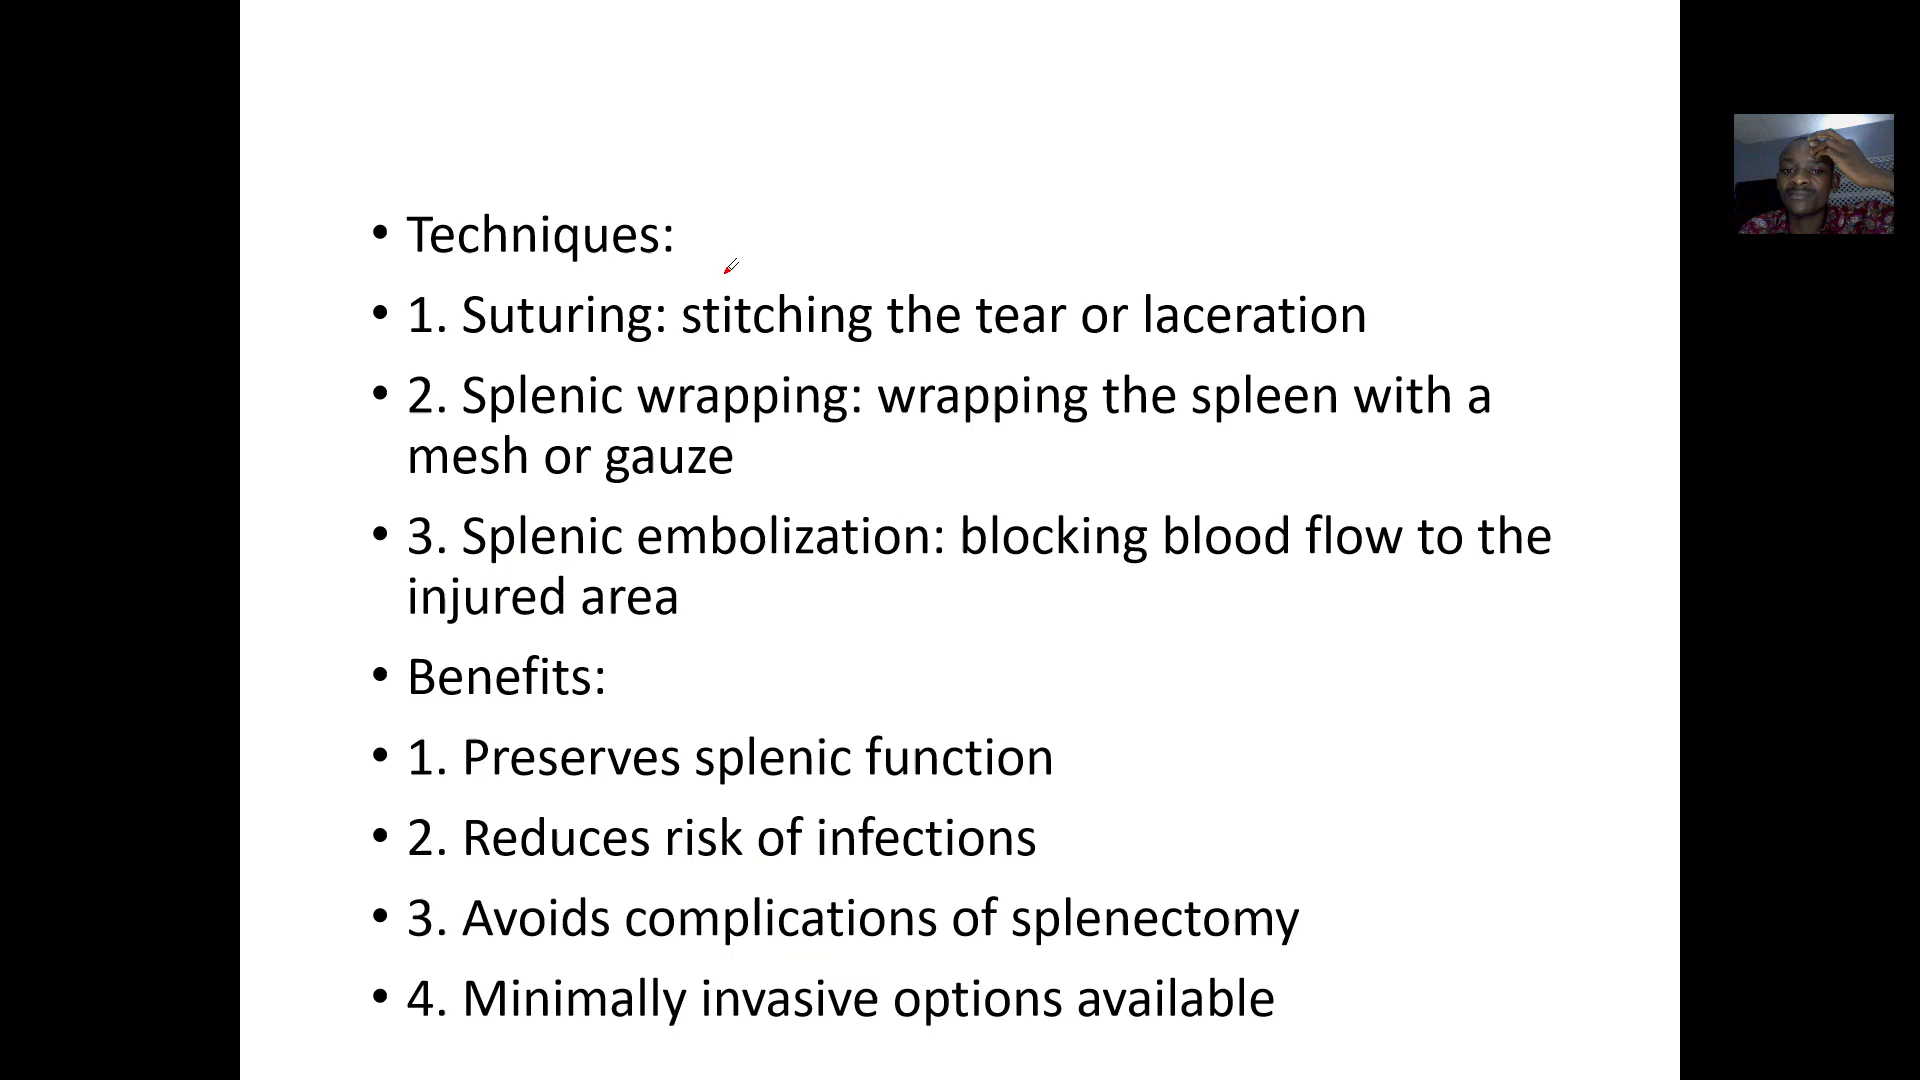 • Techniques:
• 1. Suturing: stitching the tear or laceration
• 2. Splenic wrapping: wrapping the spleen with a
mesh or gauze
• 3. Splenic embolization: blocking blood flow to the
injured area
• Benefits:
• 1. Preserves splenic function
• 2. Reduces risk of infections
• 3. Avoids complications of splenectomy
• 4. Minimally invasive options available